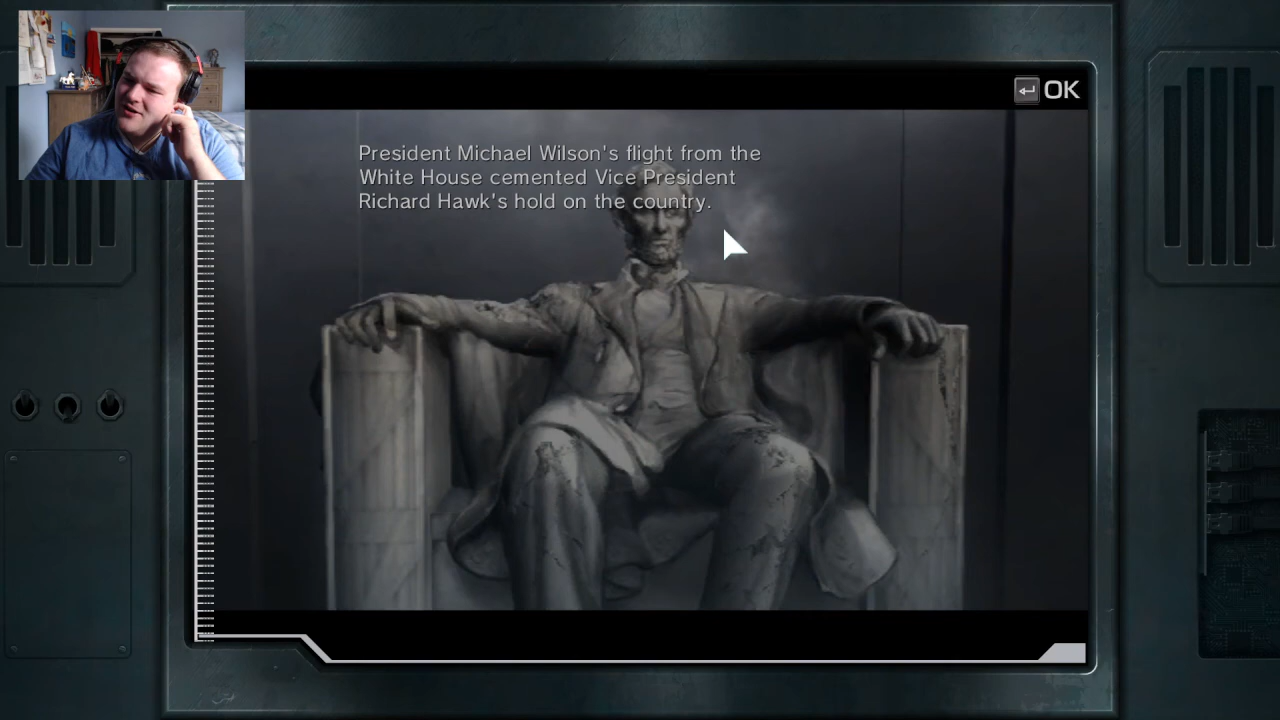 OK
President Michael Wilson's flight from the
White House cemented Vice President
Richard Hawk's hold on the country.